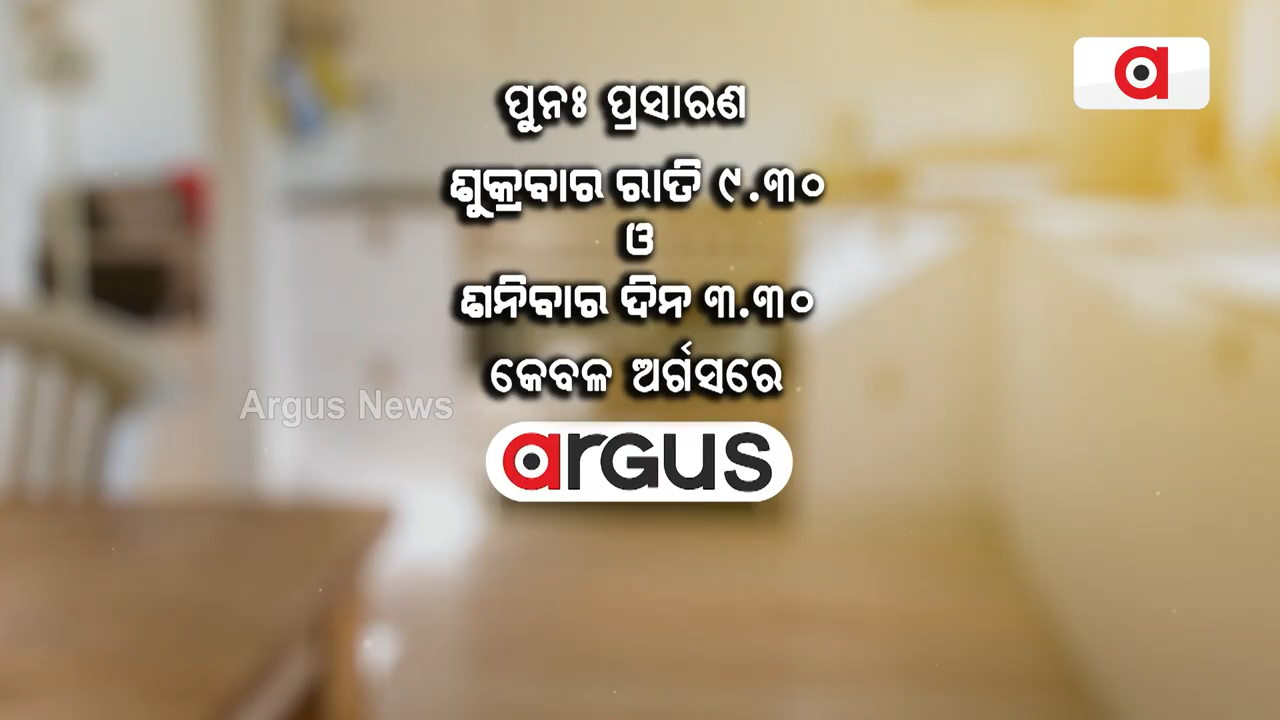 ପୁନଃ ପ୍ରସାରଣ
ଶୁକ୍ରବାର ରାତି ୯.୩୦
ଓ
ଶନିବାର ଦିନ ୩.୩୦
କେବଳ ଅର୍ଗସରେ
Argus News
argus
a